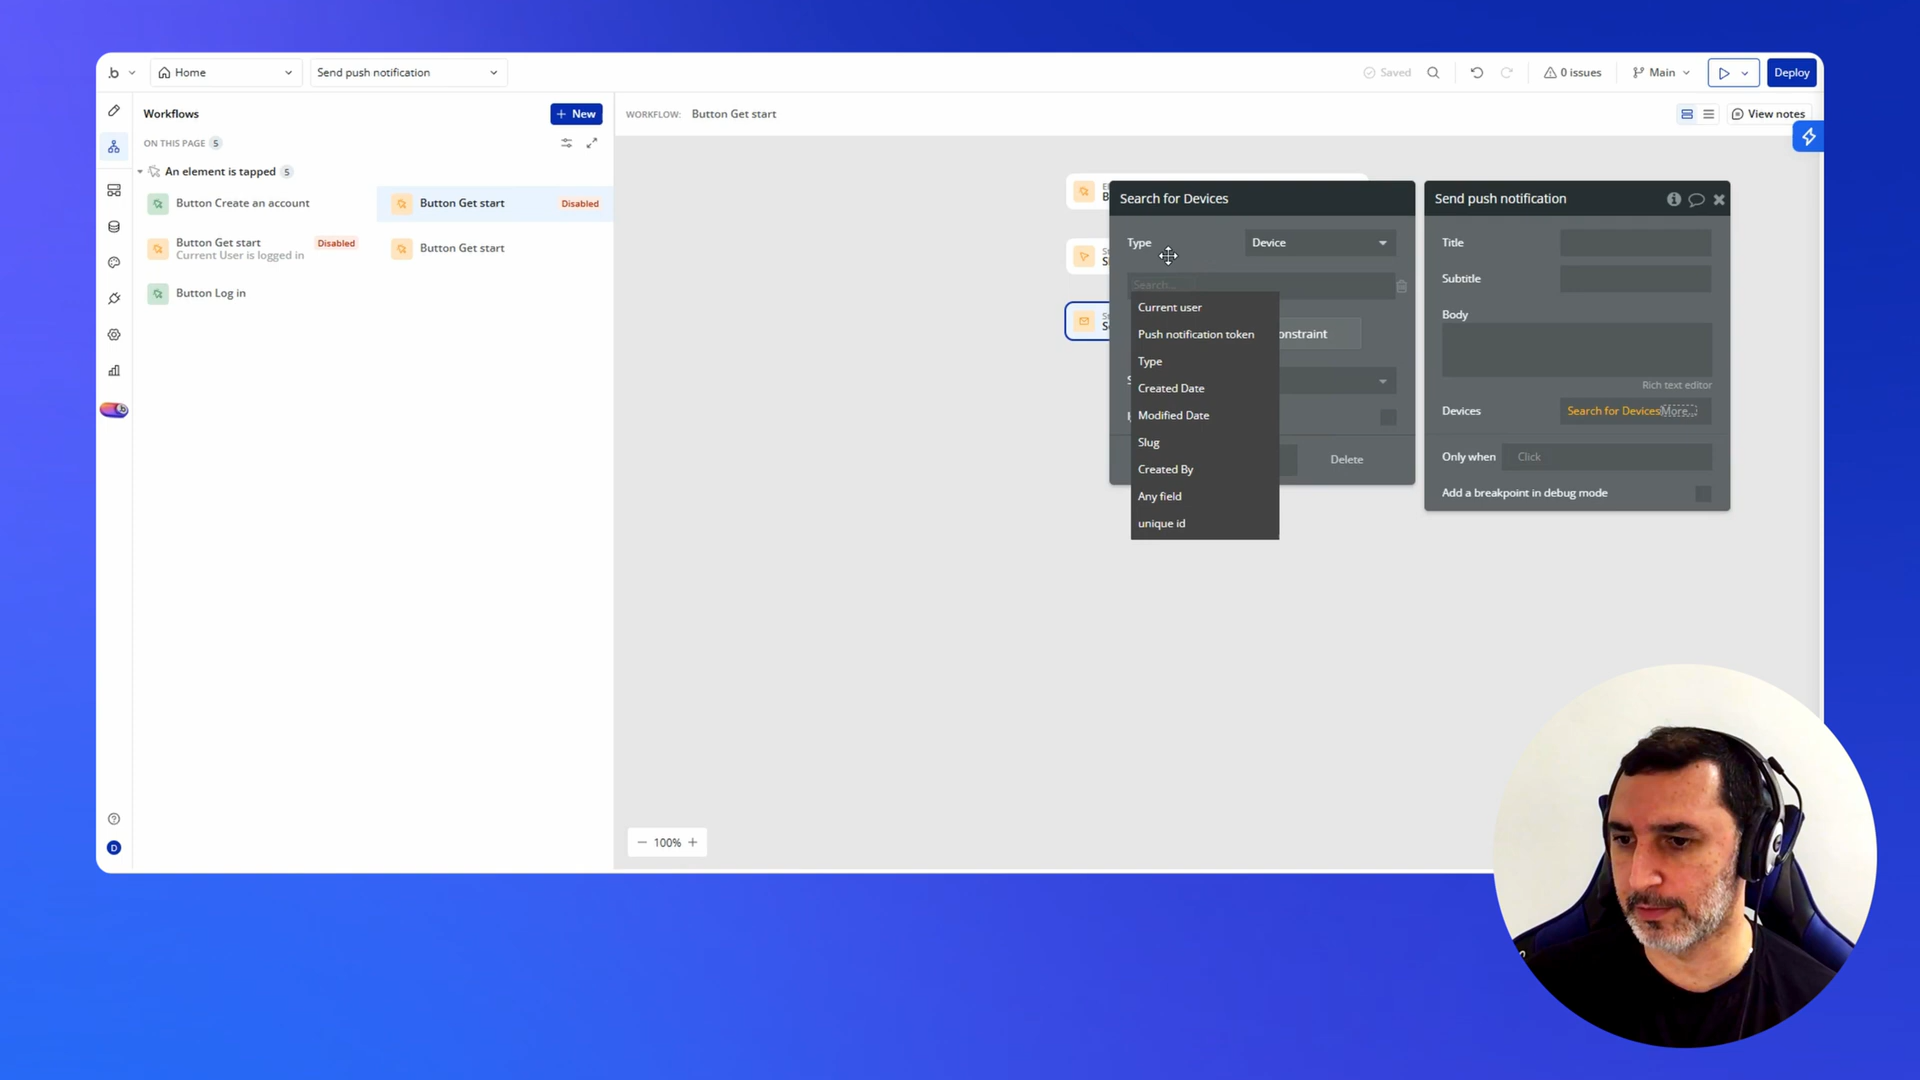 .b
Home
Send push notification
Saved
0 issues
Main
Deploy
Workflows
+ New
WORKFLOW: Button Get start
View notes
ON THIS PAGE 5
An element is tapped 5
Button Create an account
Button Get start Disabled
Button Get start Disabled
Current User is logged in
Button Get start
Button Log in
Search for Devices
Type Device
Search...
Current user
Push notification token
onstraint
Type
Created Date
Modified Date
Slug
Created By
Delete
Any field
unique id
Send push notification
Title
Subtitle
Body
Rich text editor
Devices Search for Devices More...
Only when Click
Add a breakpoint in debug mode
100%
D